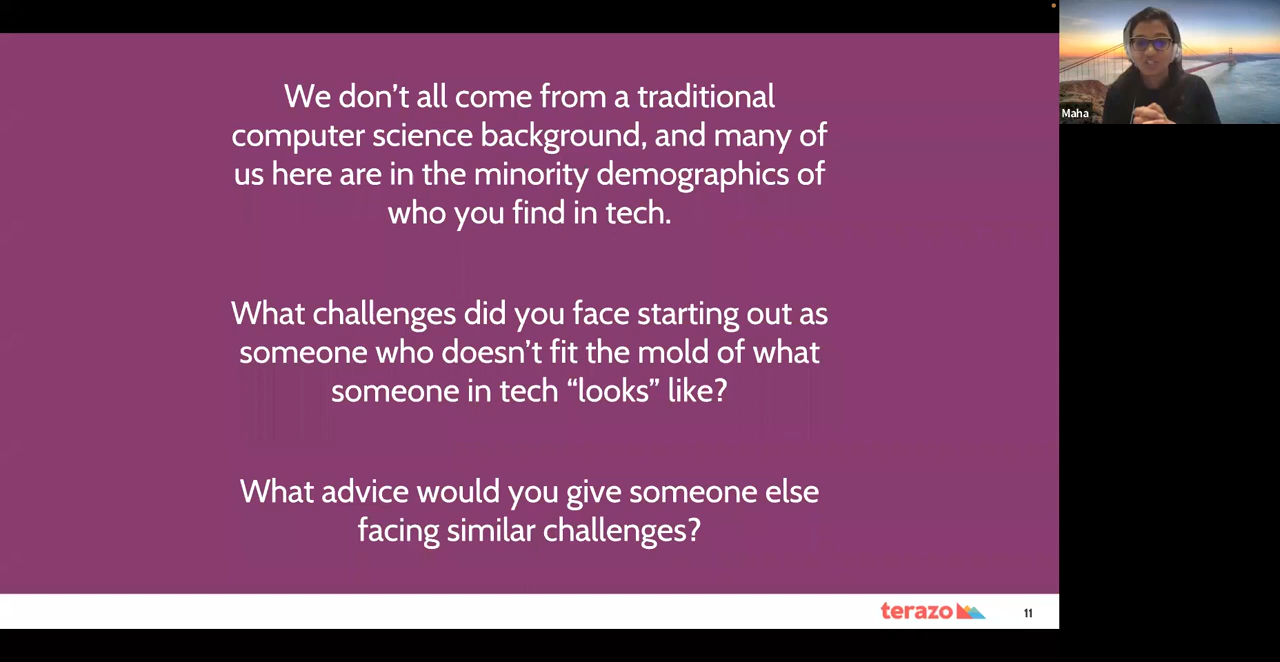 We don’t all come from a traditional
computer science background, and many of
us here are in the minority demographics of
who you find in tech.
What challenges did you face starting out as
someone who doesn’t fit the mold of what
someone in tech “looks” like?
What advice would you give someone else
facing similar challenges?
terazo
11
Maha